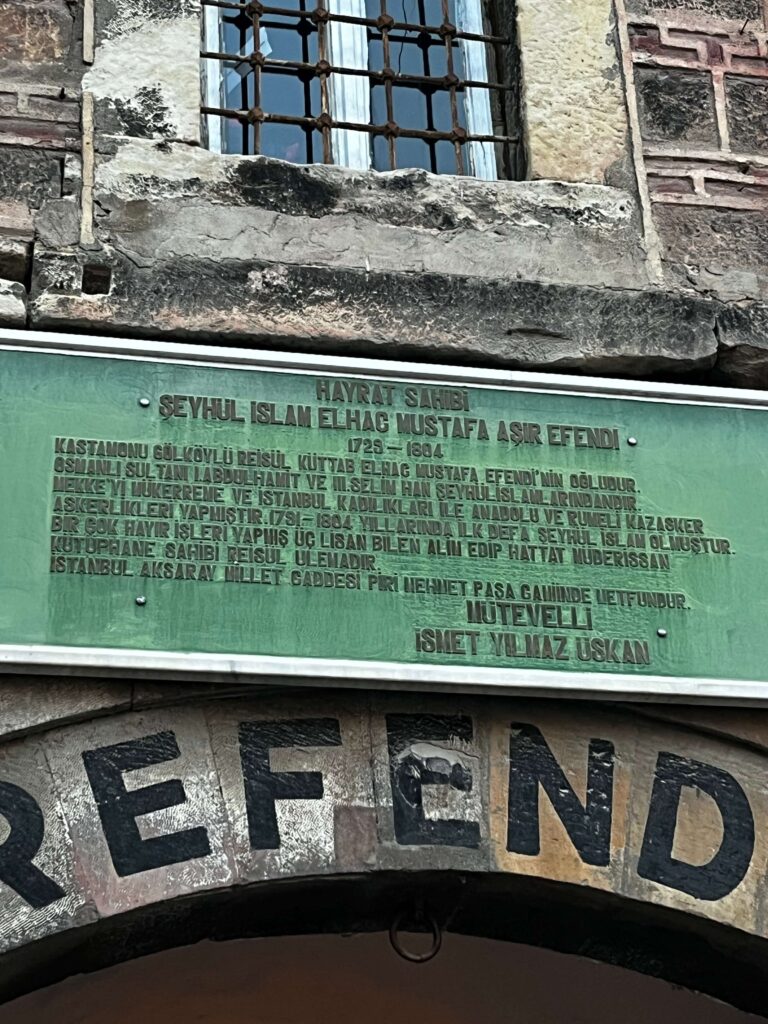 HAYRAT SAHİBİ
ŞEYHUL İSLAM ELHAC MUSTAFA AŞIR EFENDI
1729 – 1804
KASTAMONU GÖLKÖYLÜ REİSÜL KÜTTAB ELHAC MUSTAFA EFENDİ'NİN OĞLUDUR.
OSMANLI SULTANI I.ABDULHAMİT VE III.SELİM HAN ŞEYHULİSLAMLARINDANDIR.
MEKKE'Yİ MÜKERREME VE İSTANBUL KADILIKLARI İLE ANADOLU VE RUMELİ KAZASKER
ASKERLİKLERİ YAPMIŞTIR.1791–1804 YILLARINDA İLK DEFA ŞEYHUL İSLAM OLMUŞTUR.
BİR ÇOK HAYIR İŞLERİ YAPMIŞ ÜÇ LİSAN BİLEN ALİM EDİP HATTAT MÜDERİSSAN
KÜTÜPHANE SAHİBİ REİSÜL ULEMADIR.
İSTANBUL AKSARAY MİLLET CADDESİ PİRİ MEHMET PAŞA CAMİİNDE METFUNDUR.
MÜTEVELLİ
İSMET YILMAZ USKAN
REFEND